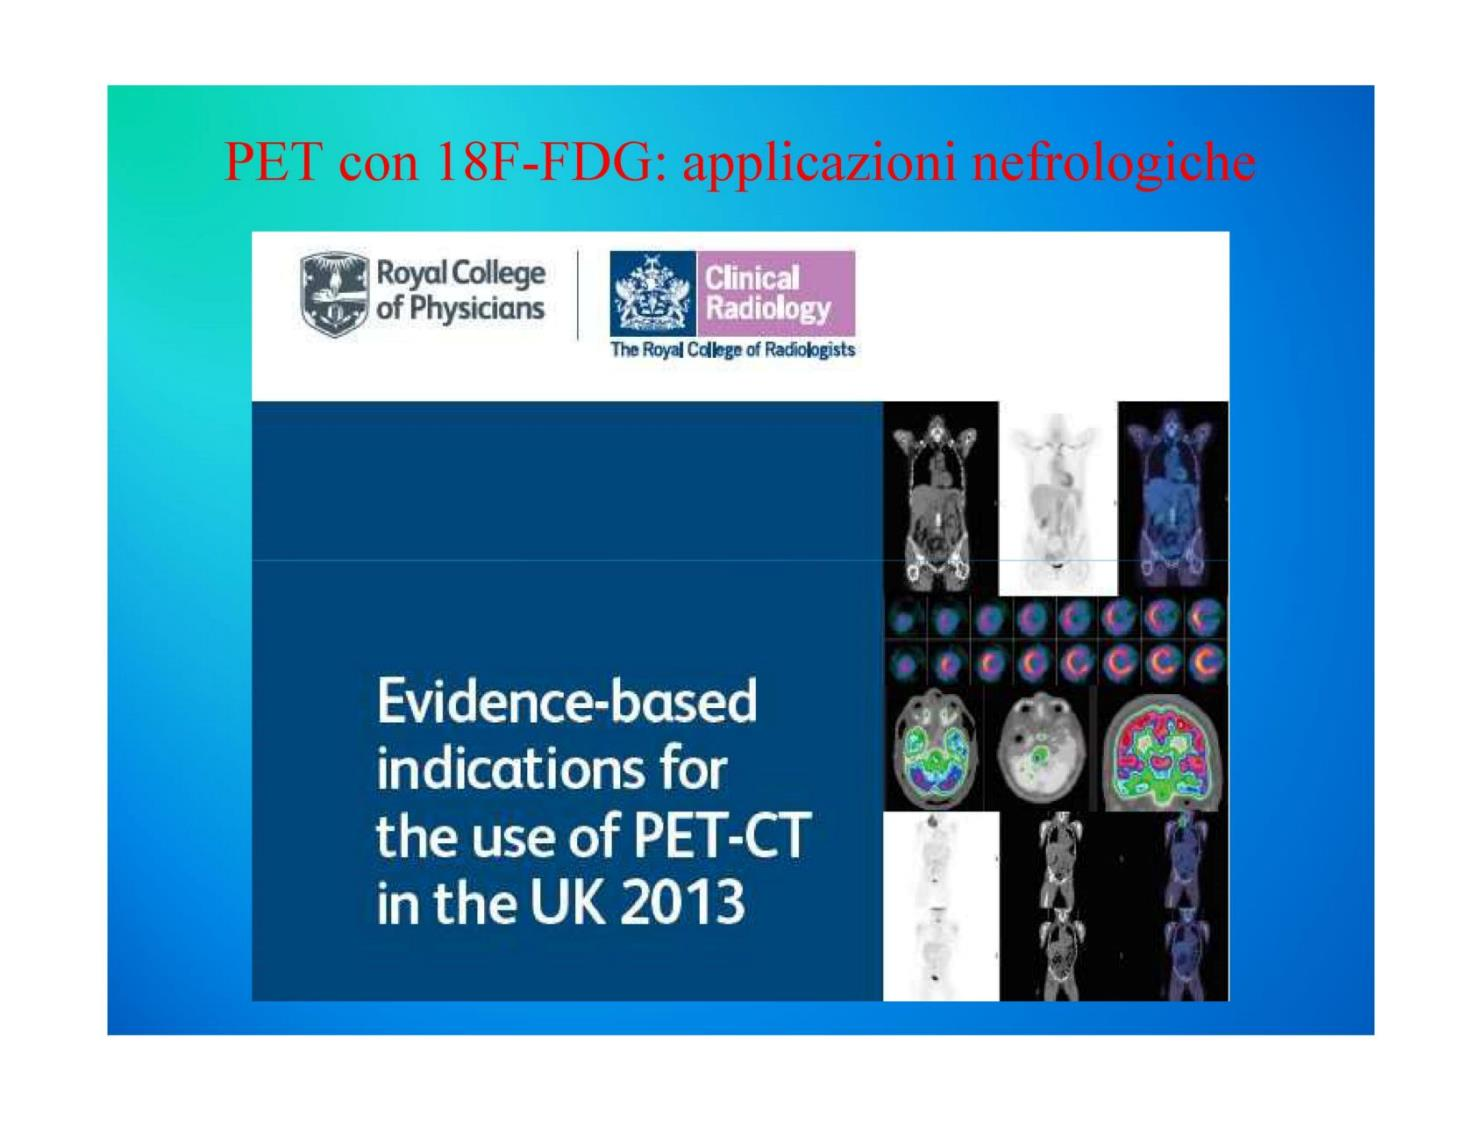 PET con 18F-FDG: applicazioni nefrologiche
Royal College
of Physicians
Clinical
Radiology
The Royal College of Radiologists
Evidence-based
indications for
the use of PET-CT
in the UK 2013